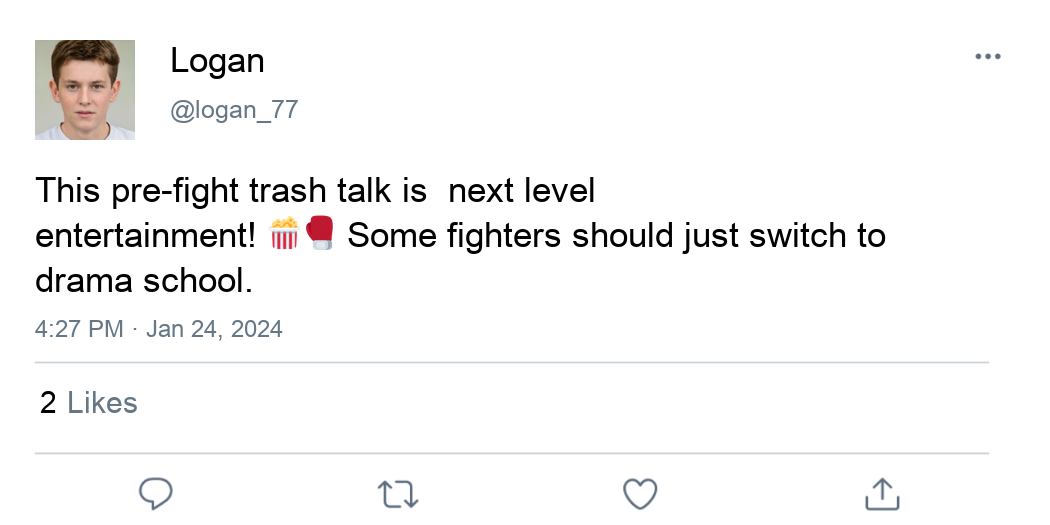 Logan
@logan_77
This pre-fight trash talk is  next level
entertainment! 🍿🥊 Some fighters should just switch to
drama school.
4:27 PM · Jan 24, 2024
2 Likes